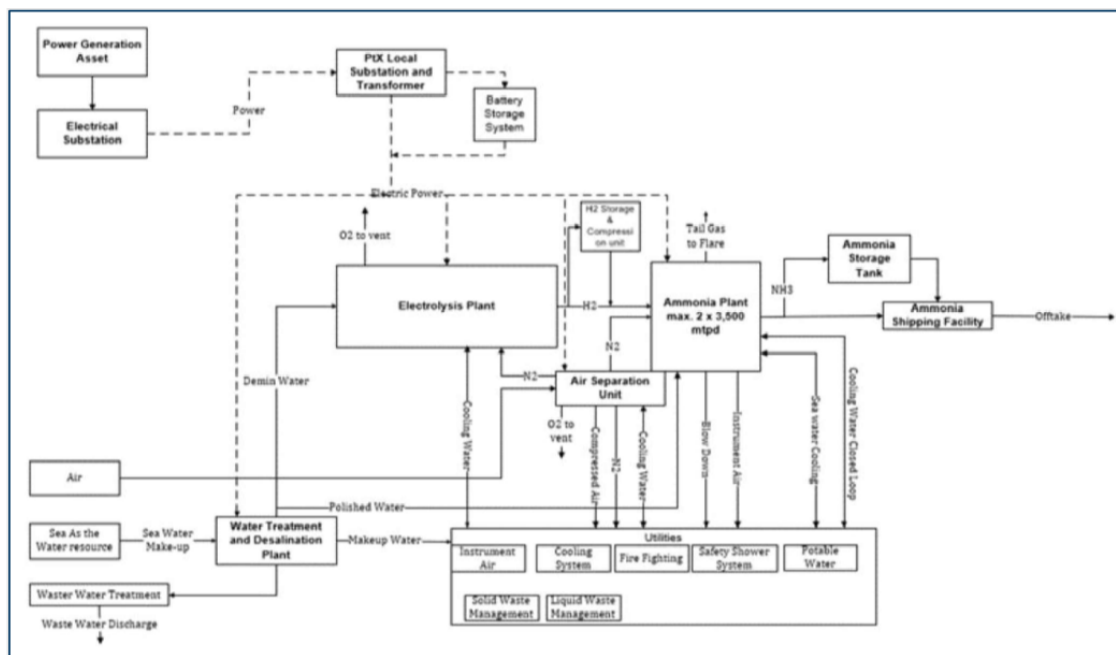 Power Generation
Asset
Electrical
Substation
Power
PtX Local
Substation and
Transformer
Battery
Storage
System
Electric Power
O2 to vent
H2 Storage
&
Compressi
on unit
Tail Gas
to Flare
Ammonia
Storage
Tank
Electrolysis Plant
H2
Ammonia Plant
max. 2 x 3,500
mtpd
NH3
Ammonia
Shipping Facility
Offtake
N2
N2
Air Separation
Unit
Demin Water
Cooling Water
O2 to
vent
Compressed Air
N2
Cooling Water
Blow Down
Instrument Air
Sea water Cooling
Cooling Water Closed Loop
Air
Polished Water
Sea As the
Water resource
Sea Water
Make-up
Water Treatment
and Desalination
Plant
Makeup Water
Utilities
Instrument
Air
Cooling
System
Fire Fighting
Safety Shower
System
Potable
Water
Solid Waste
Management
Liquid Waste
Management
Waster Water Treatment
Waste Water Discharge